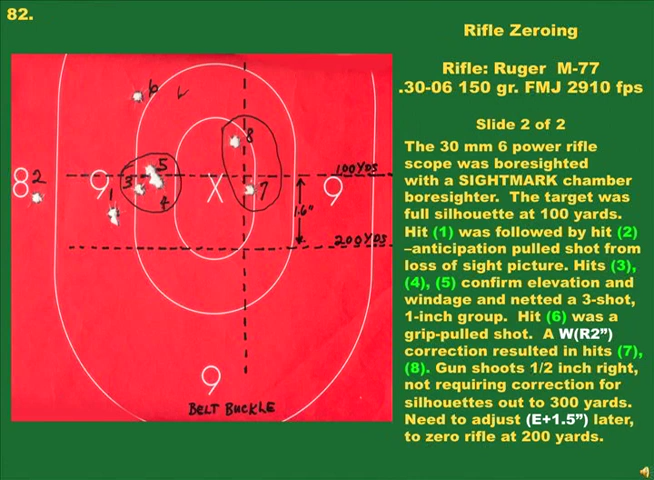 82.
Rifle Zeroing
Rifle: Ruger M-77
.30-06 150 gr. FMJ 2910 fps
Slide 2 of 2
The 30 mm 6 power rifle
scope was boresighted
with a SIGHTMARK chamber
boresighter. The target was
full silhouette at 100 yards.
Hit (1) was followed by hit (2)
–anticipation pulled shot from
loss of sight picture. Hits (3),
(4), (5) confirm elevation and
windage and netted a 3-shot,
1-inch group. Hit (6) was a
grip-pulled shot. A W(R2”)
correction resulted in hits (7),
(8). Gun shoots 1/2 inch right,
not requiring correction for
silhouettes out to 300 yards.
Need to adjust (E+1.5”) later,
to zero rifle at 200 yards.
6
8
5
100 YDS
8 2 9 3 X 7 9
1 4
1.6"
200 YDS
9
BELT BUCKLE